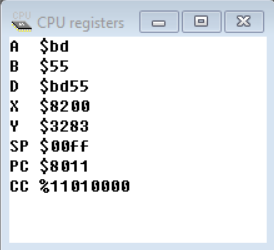 CPU registers
A $bd
B $55
D $bd55
X $8200
Y $3283
SP $00ff
PC $8011
CC %11010000